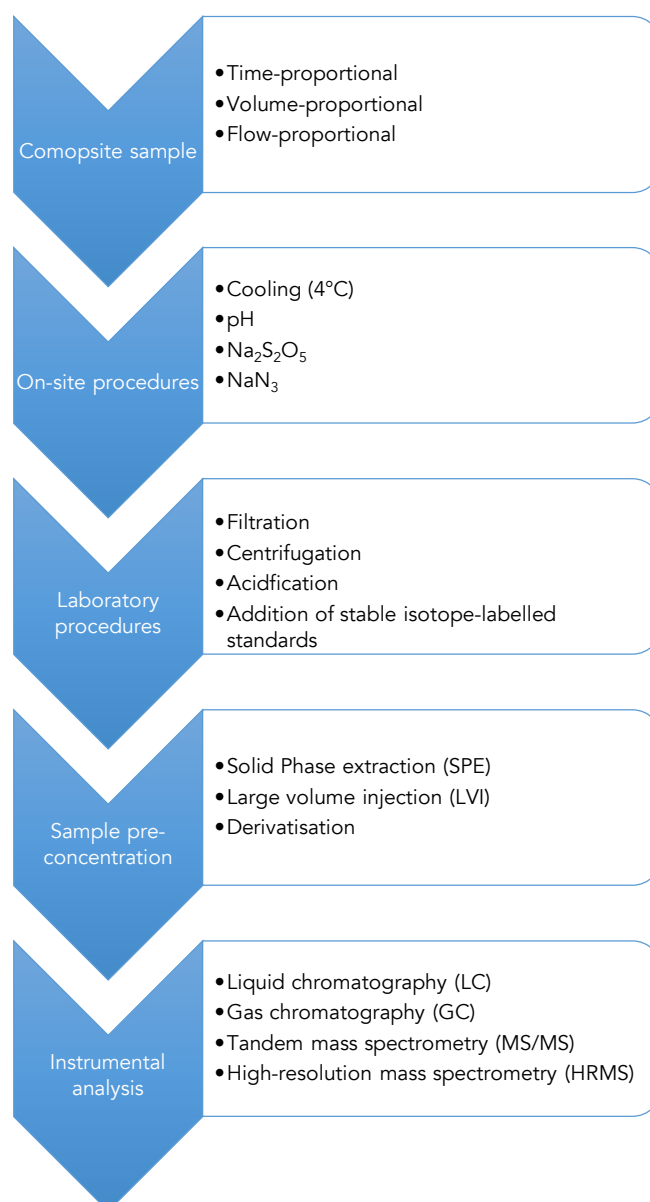 Comopsite sample
•Time-proportional
•Volume-proportional
•Flow-proportional
On-site procedures
•Cooling (4ºC)
•pH
•Na₂S₂O₅
•NaN₃
Laboratory
procedures
•Filtration
•Centrifugation
•Acidfication
•Addition of stable isotope-labelled
standards
Sample pre-
concentration
•Solid Phase extraction (SPE)
•Large volume injection (LVI)
•Derivatisation
Instrumental
analysis
•Liquid chromatography (LC)
•Gas chromatography (GC)
•Tandem mass spectrometry (MS/MS)
•High-resolution mass spectrometry (HRMS)